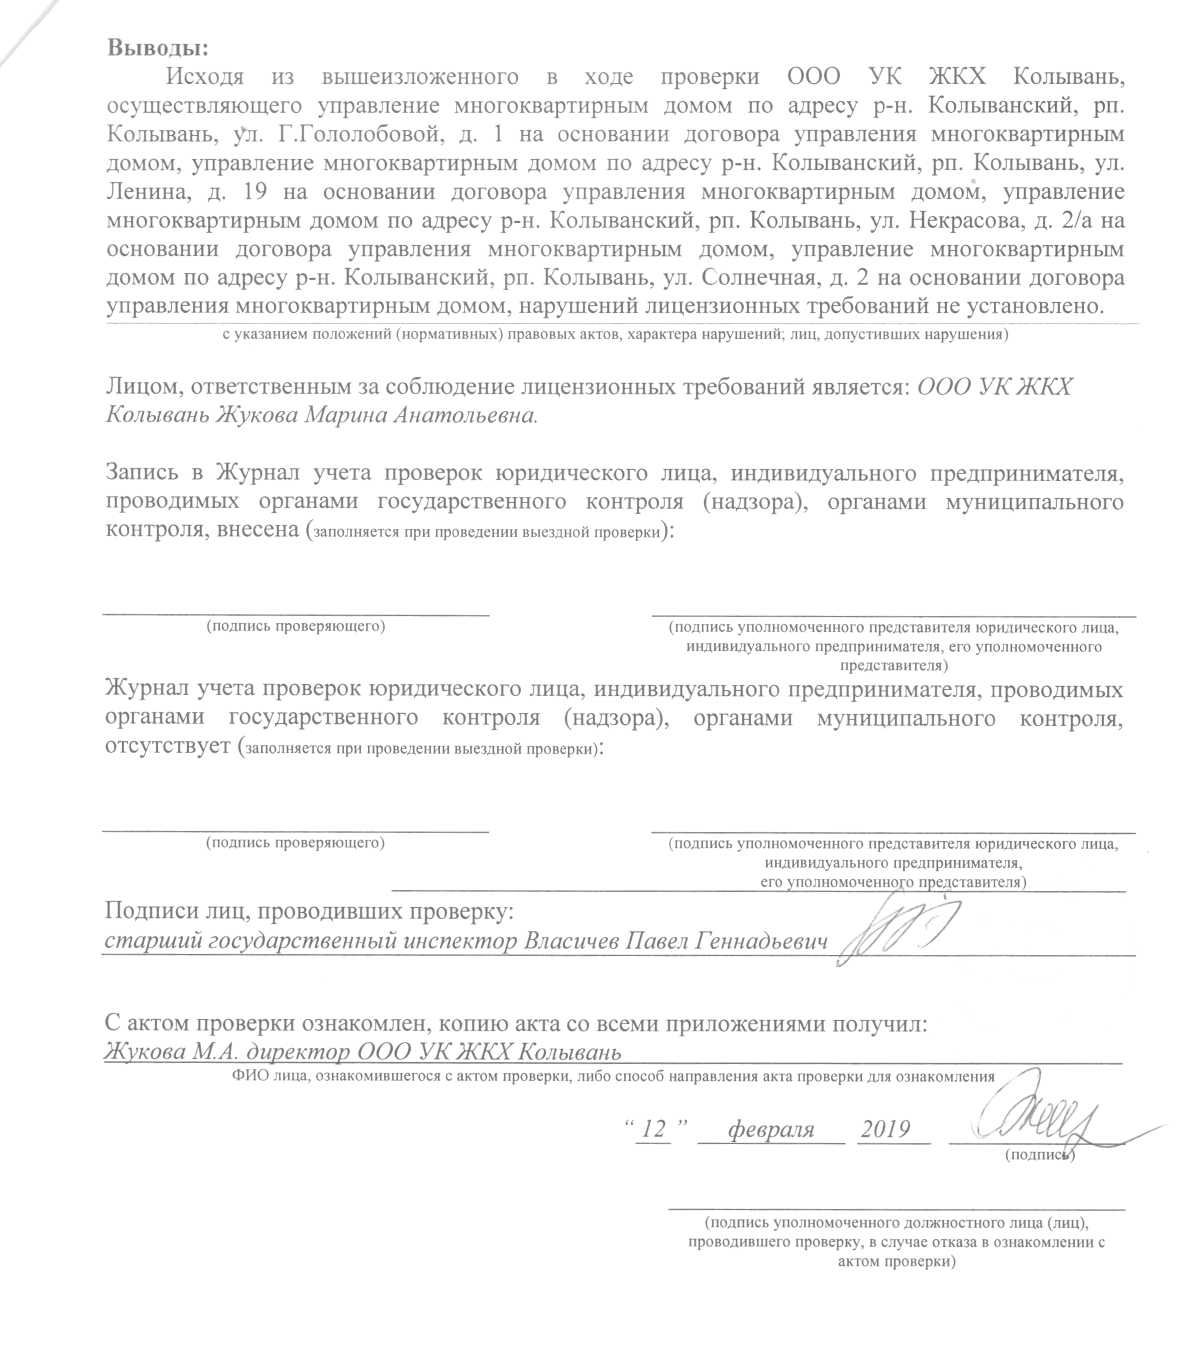 Выводы:
Исходя из вышеизложенного в ходе проверки ООО УК ЖКХ Колывань,
осуществляющего управление многоквартирным домом по адресу р-н. Колыванский, рп.
Колывань, ул. Г.Гололобовой, д. 1 на основании договора управления многоквартирным
домом, управление многоквартирным домом по адресу р-н. Колыванский, рп. Колывань, ул.
Ленина, д. 19 на основании договора управления многоквартирным домом, управление
многоквартирным домом по адресу р-н. Колыванский, рп. Колывань, ул. Некрасова, д. 2/а на
основании договора управления многоквартирным домом, управление многоквартирным
домом по адресу р-н. Колыванский, рп. Колывань, ул. Солнечная, д. 2 на основании договора
управления многоквартирным домом, нарушений лицензионных требований не установлено.
с указанием положений (нормативных) правовых актов, характера нарушений; лиц, допустивших нарушения)
Лицом, ответственным за соблюдение лицензионных требований является: ООО УК ЖКХ
Колывань Жукова Марина Анатольевна.
Запись в Журнал учета проверок юридического лица, индивидуального предпринимателя,
проводимых органами государственного контроля (надзора), органами муниципального
контроля, внесена (заполняется при проведении выездной проверки):
(подпись проверяющего)
(подпись уполномоченного представителя юридического лица,
индивидуального предпринимателя, его уполномоченного
представителя)
Журнал учета проверок юридического лица, индивидуального предпринимателя, проводимых
органами государственного контроля (надзора), органами муниципального контроля,
отсутствует (заполняется при проведении выездной проверки):
(подпись проверяющего)
(подпись уполномоченного представителя юридического лица,
индивидуального предпринимателя,
его уполномоченного представителя)
Подписи лиц, проводивших проверку:
старший государственный инспектор Власичев Павел Геннадьевич
С актом проверки ознакомлен, копию акта со всеми приложениями получил:
Жукова М.А. директор ООО УК ЖКХ Колывань
ФИО лица, ознакомившегося с актом проверки, либо способ направления акта проверки для ознакомления
“ 12 ” февраля 2019
(подпись)
(подпись уполномоченного должностного лица (лиц),
проводившего проверку, в случае отказа в ознакомлении с
актом проверки)